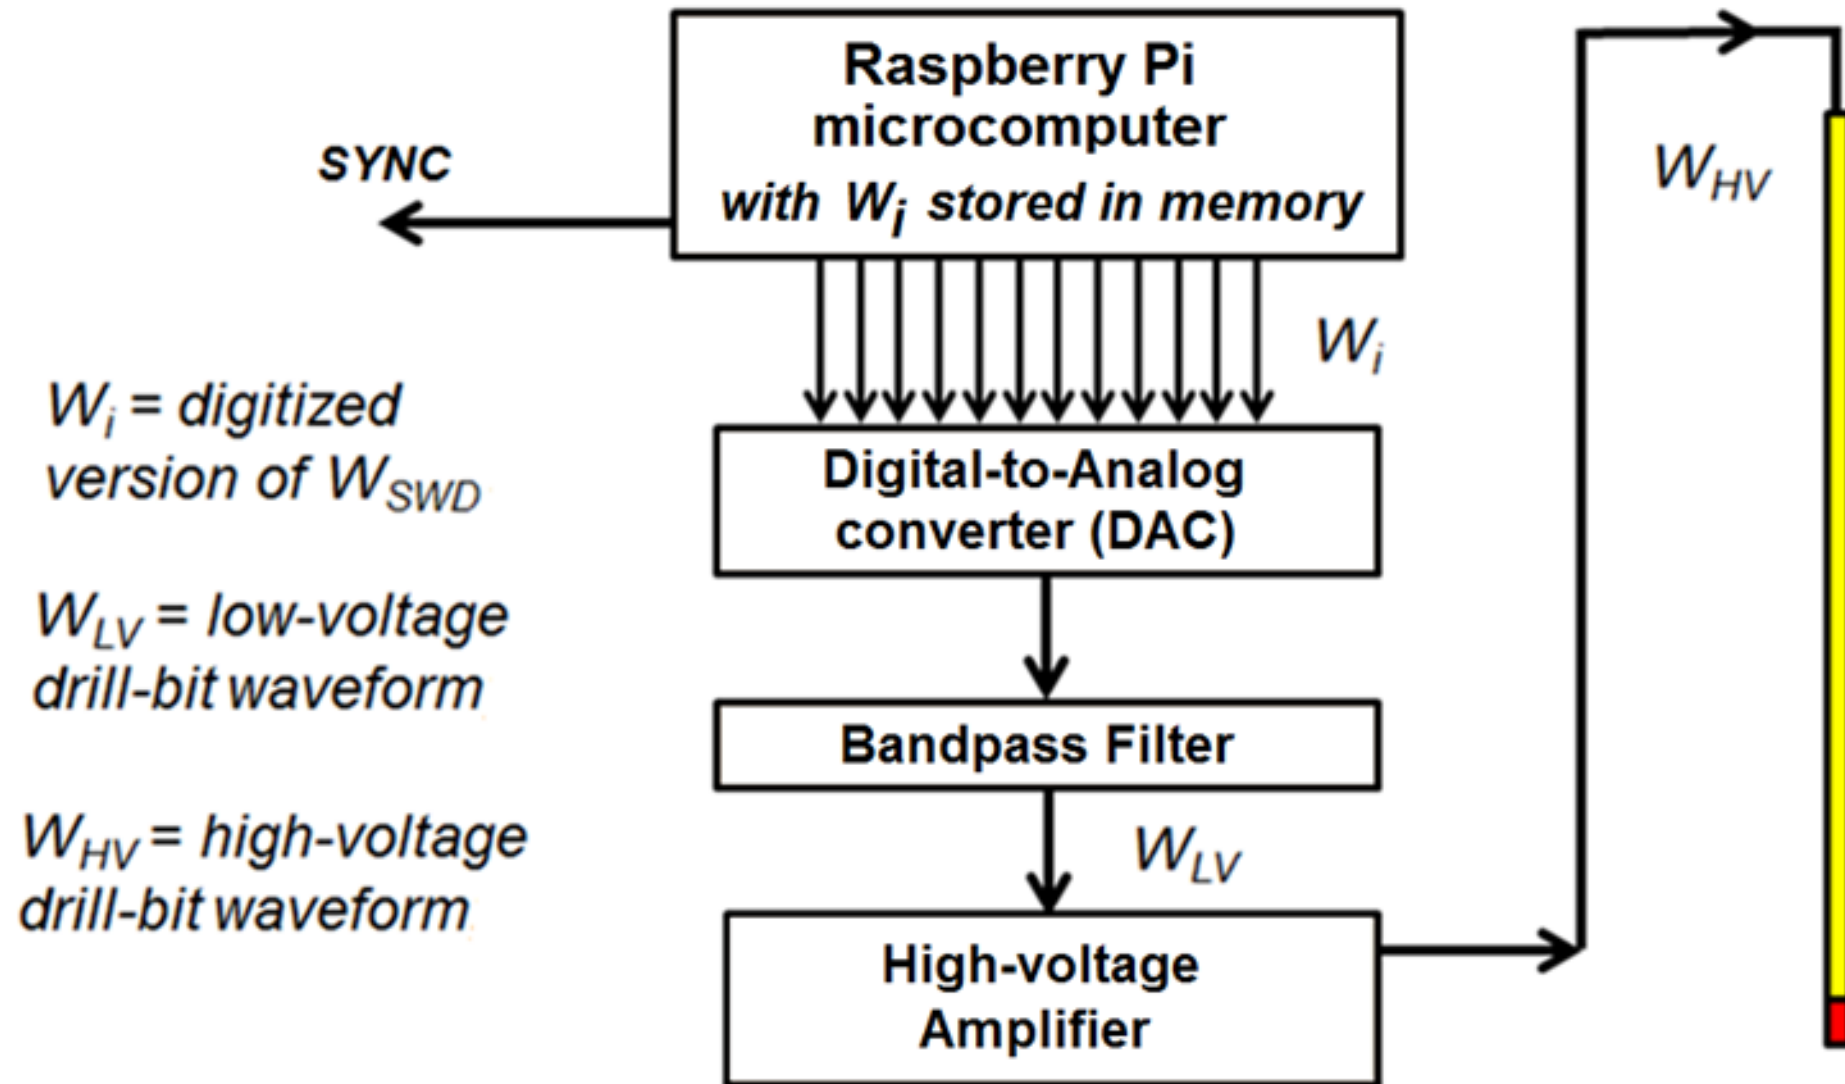 Raspberry Pi
microcomputer
with Wi stored in memory
SYNC
WHV
Wi
Wi = digitized
version of WSWD
Digital-to-Analog
converter (DAC)
WLV = low-voltage
drill-bit waveform
Bandpass Filter
WHV = high-voltage
drill-bit waveform
WLV
High-voltage
Amplifier